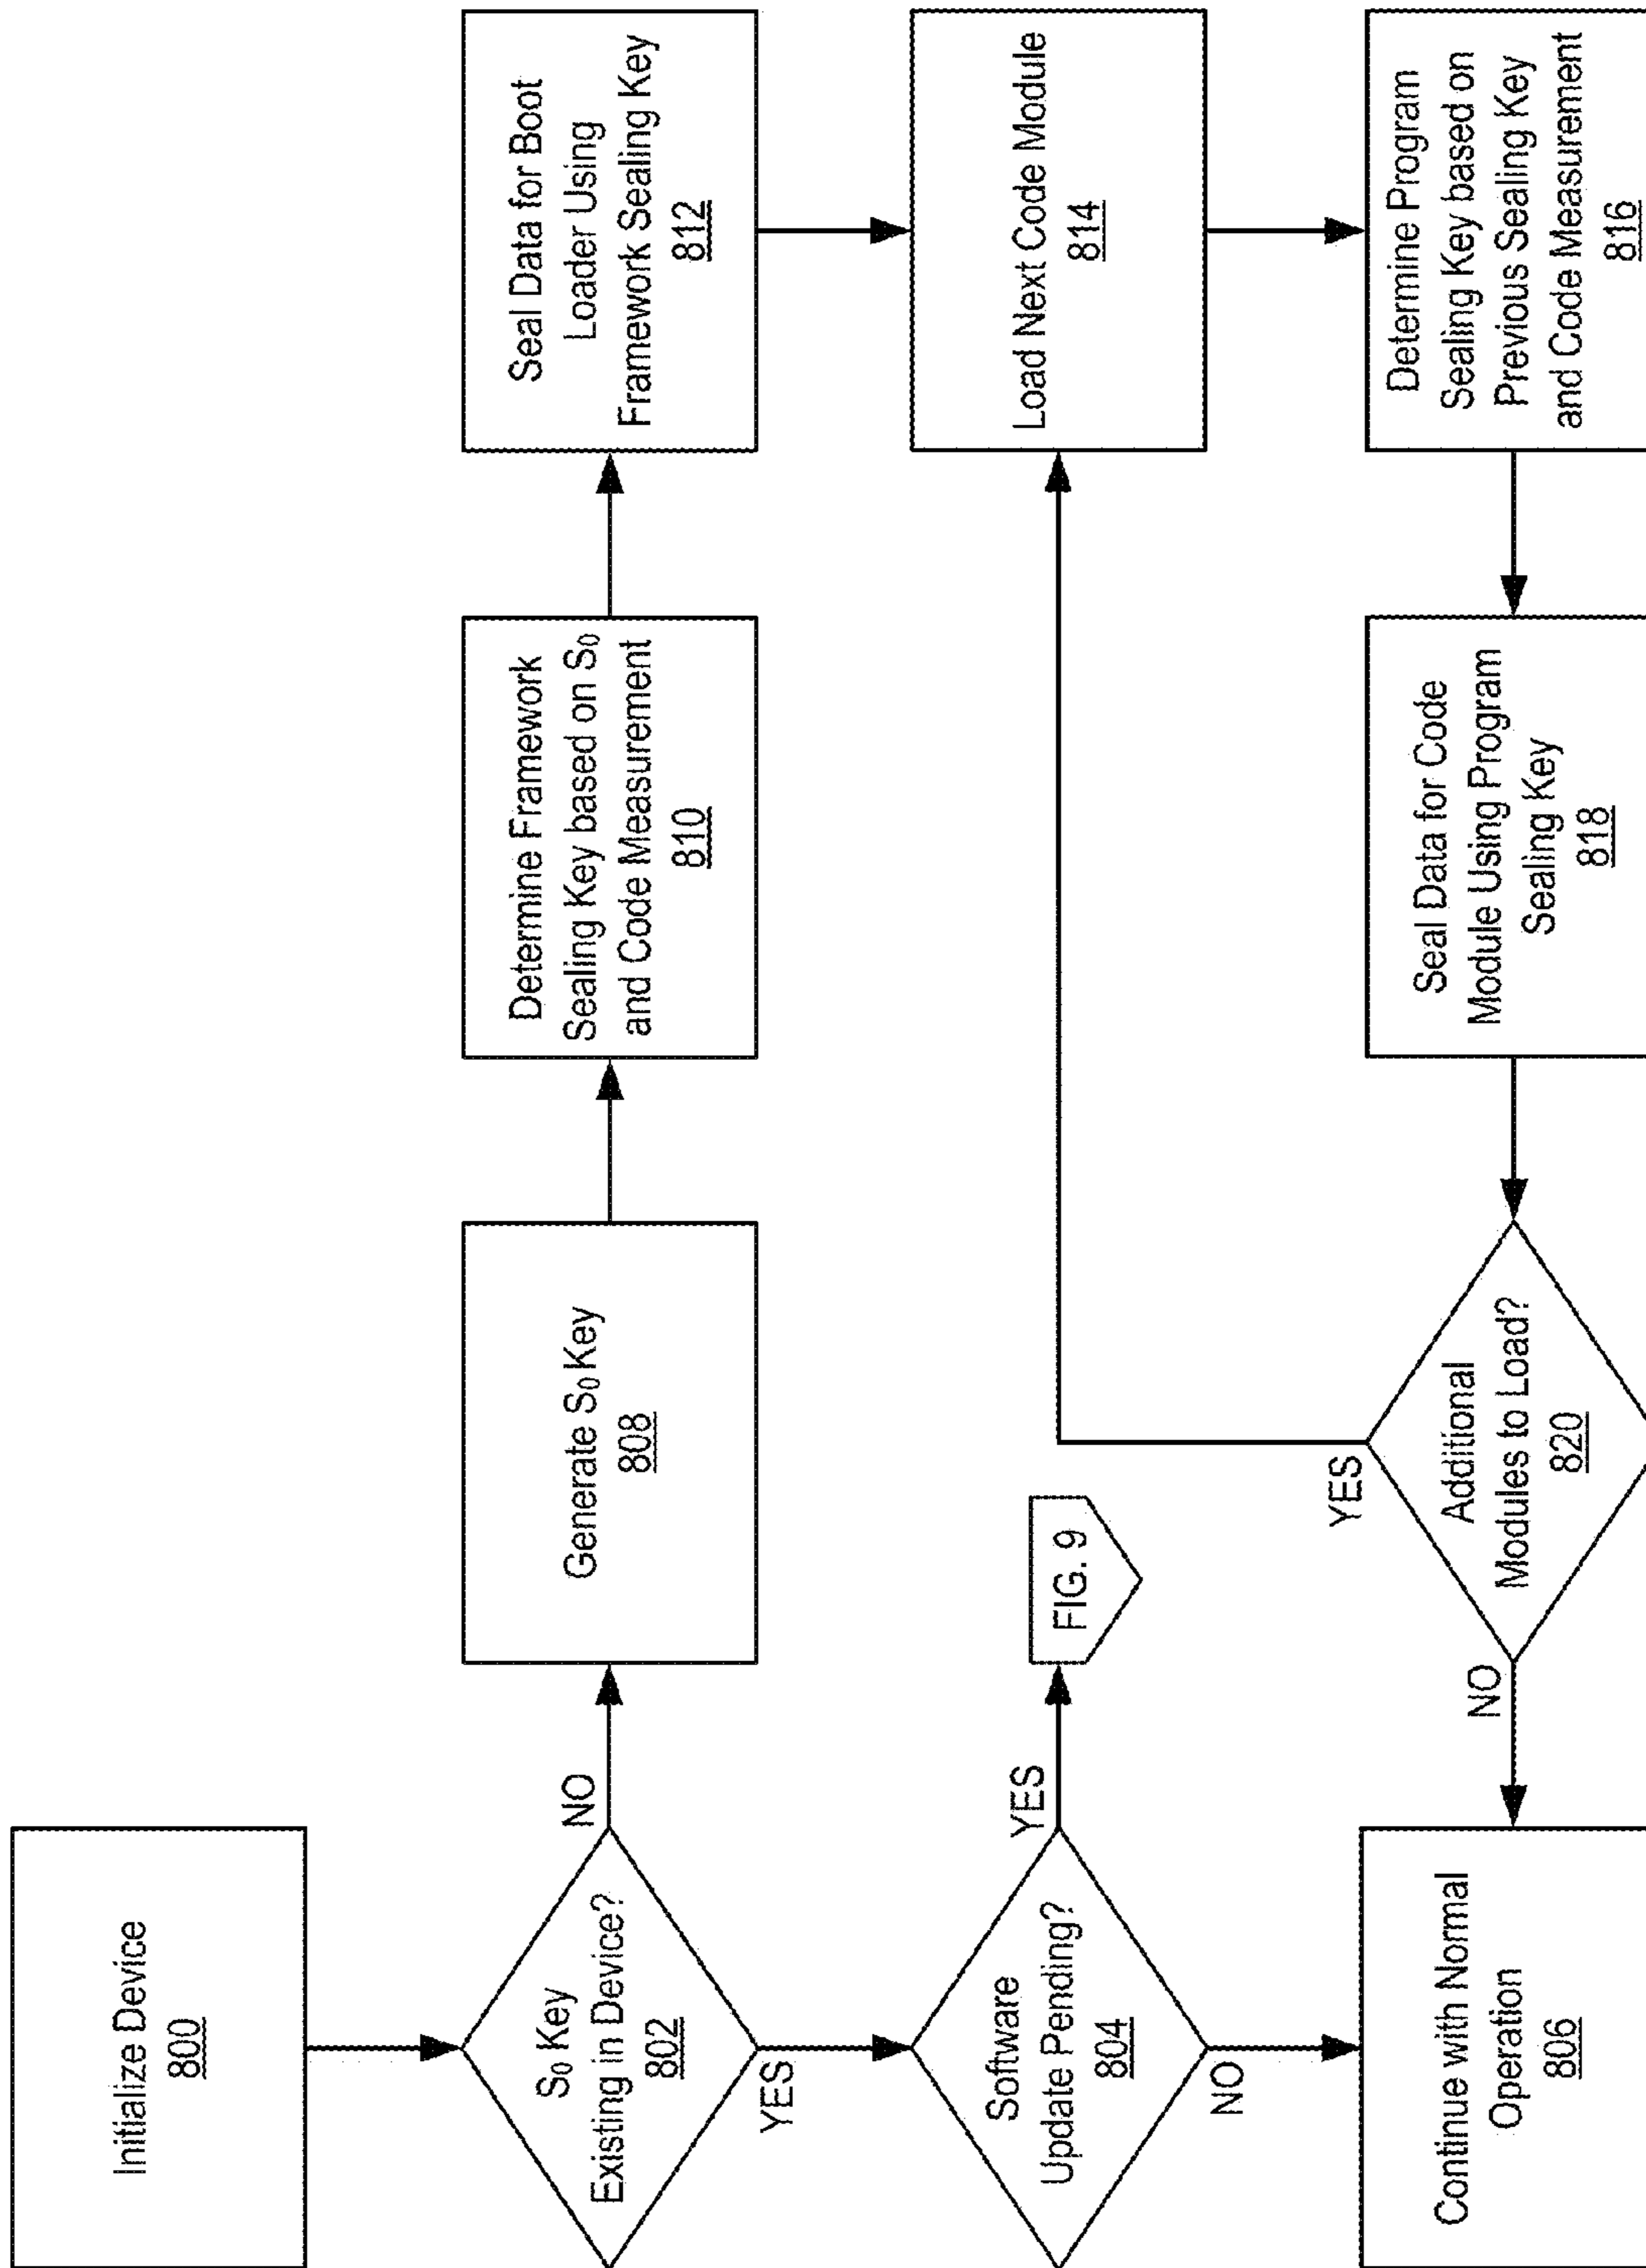 Initialize Device
800
S0 Key
Existing in Device?
802
NO
YES
Generate S0 Key
808
Determine Framework
Sealing Key based on S0
and Code Measurement
810
Seal Data for Boot
Loader Using
Framework Sealing Key
812
Software
Update Pending?
804
YES
NO
FIG. 9
Load Next Code Module
814
Continue with Normal
Operation
806
Additional
Modules to Load?
820
YES
NO
Seal Data for Code
Module Using Program
Sealing Key
818
Determine Program
Sealing Key based on
Previous Sealing Key
and Code Measurement
816